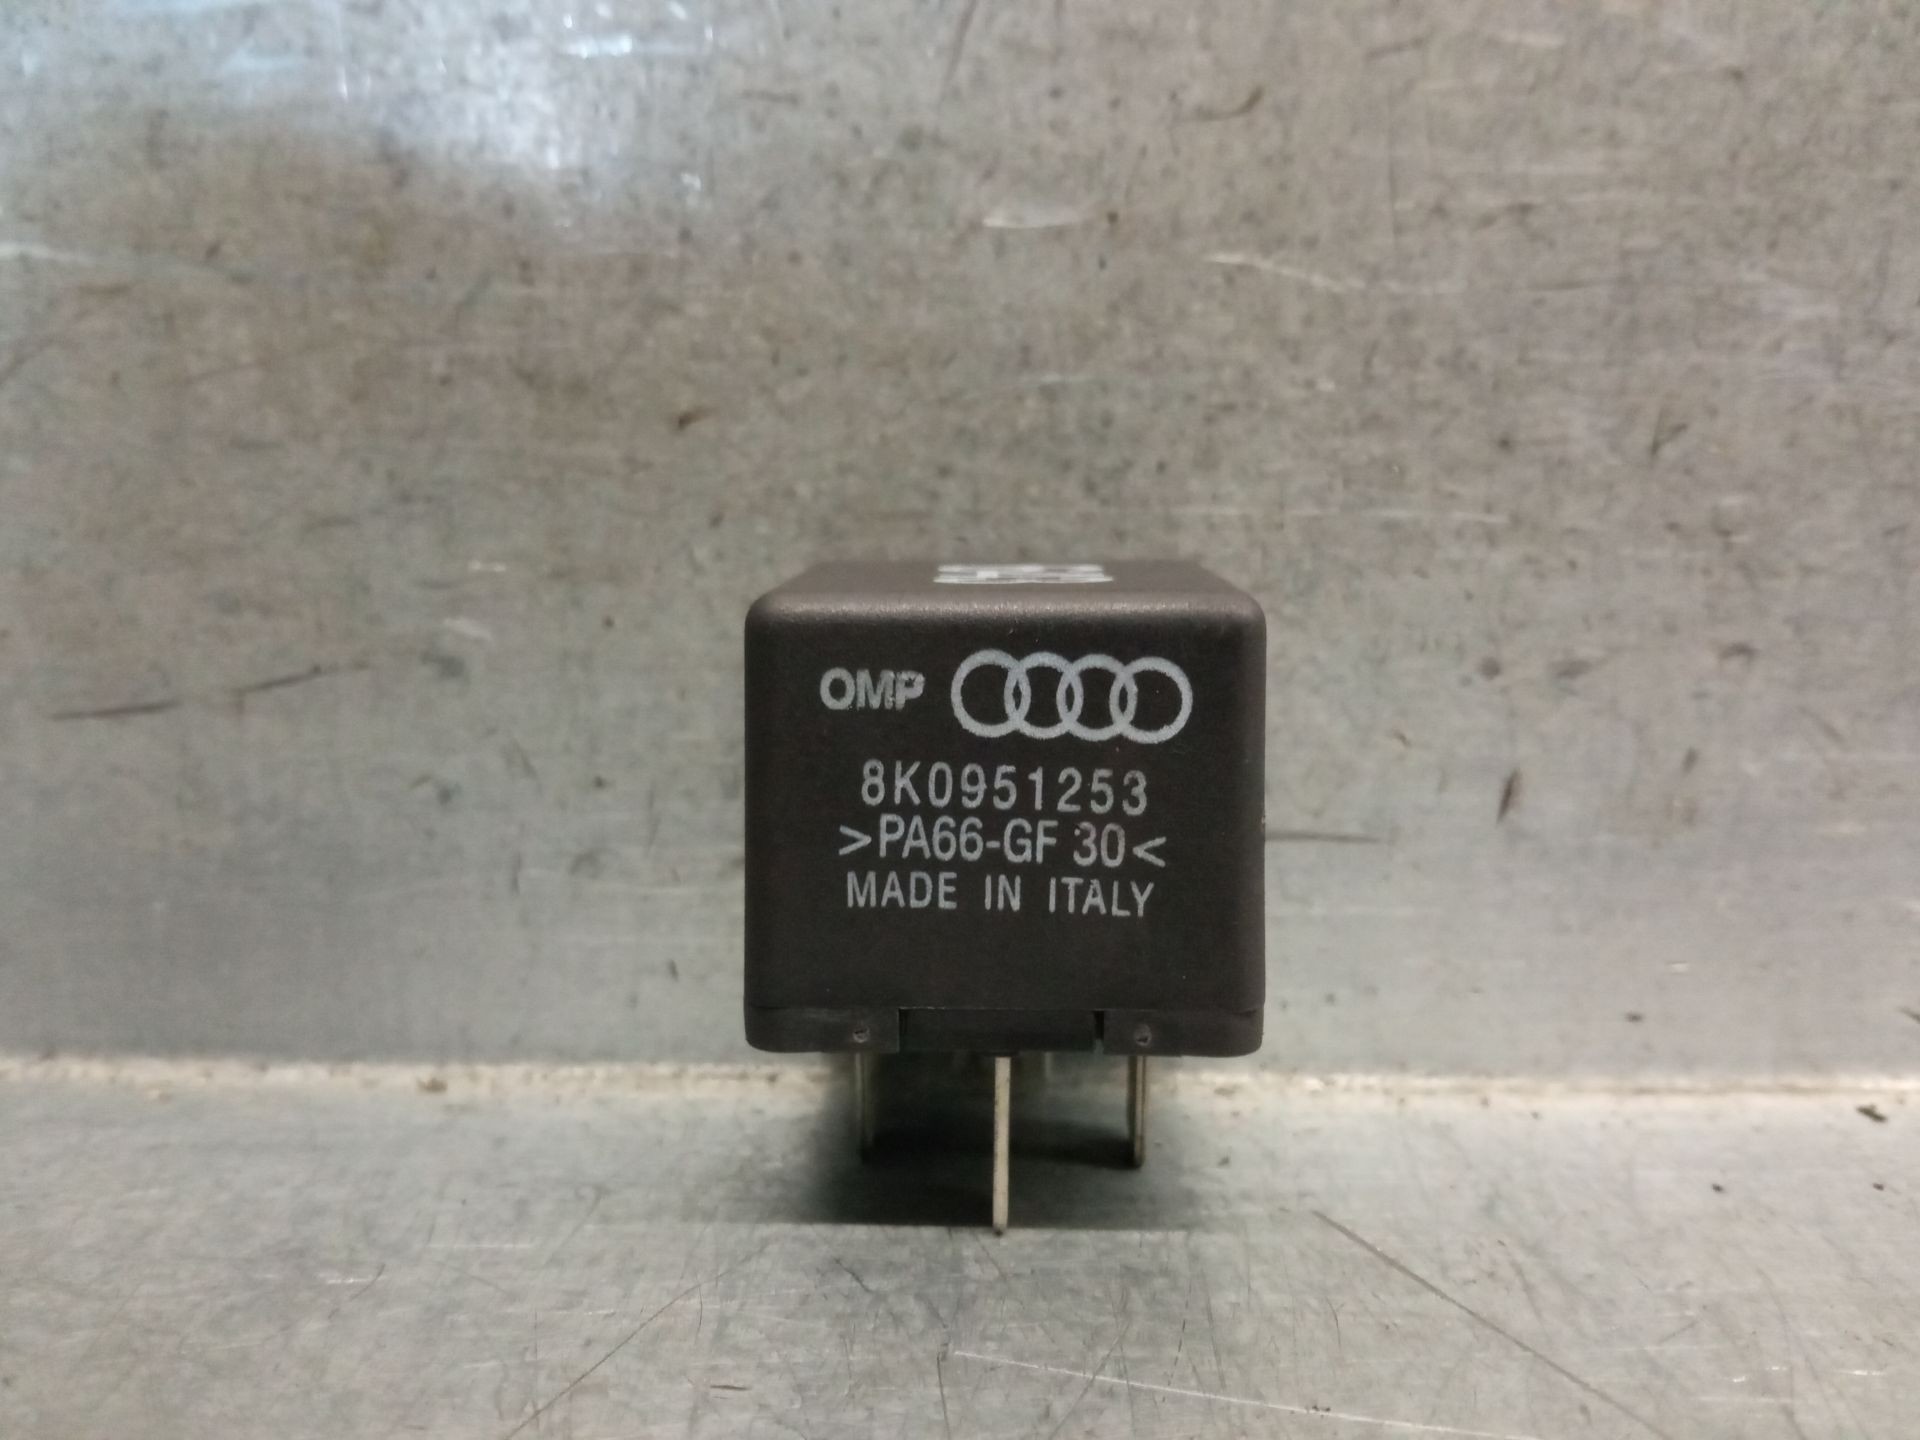 OMP
8K0951253
>PA66-GF 30<
MADE IN ITALY